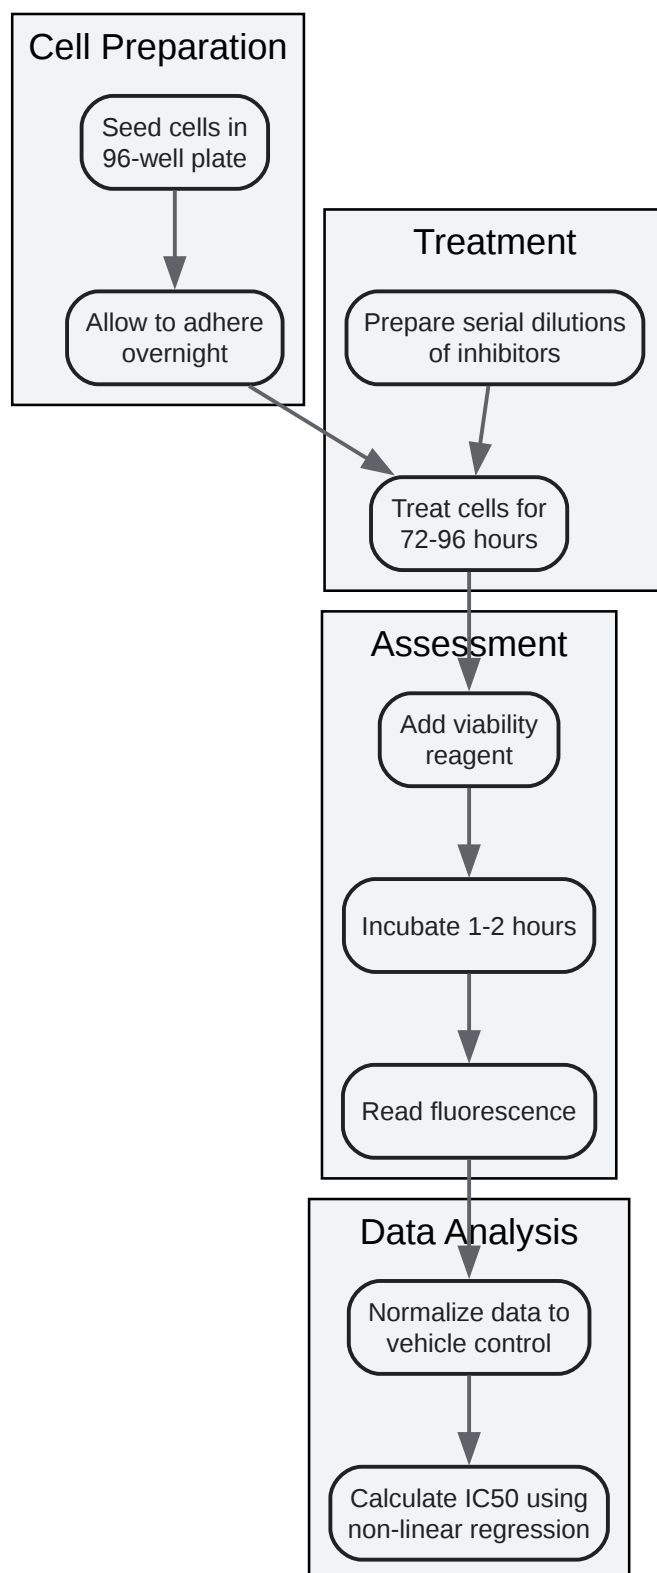 Cell Preparation
Seed cells in
96-well plate
Allow to adhere
overnight
Treatment
Prepare serial dilutions
of inhibitors
Treat cells for
72-96 hours
Assessment
Add viability
reagent
Incubate 1-2 hours
Read fluorescence
Data Analysis
Normalize data to
vehicle control
Calculate IC50 using
non-linear regression